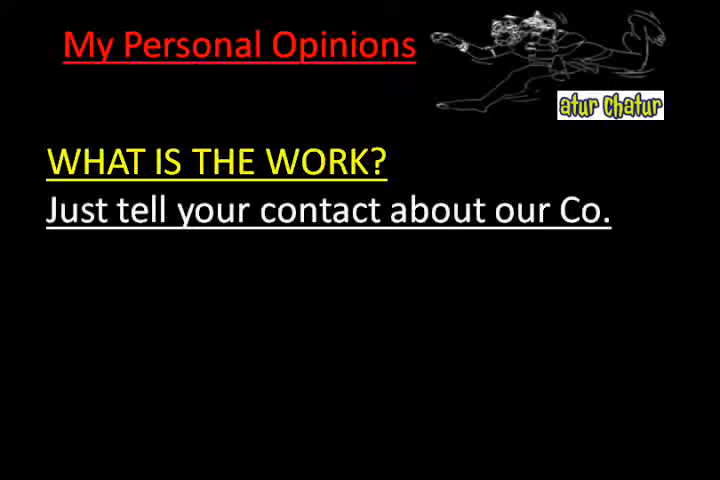 My Personal Opinions
atur Chatur
WHAT IS THE WORK?
Just tell your contact about our Co.